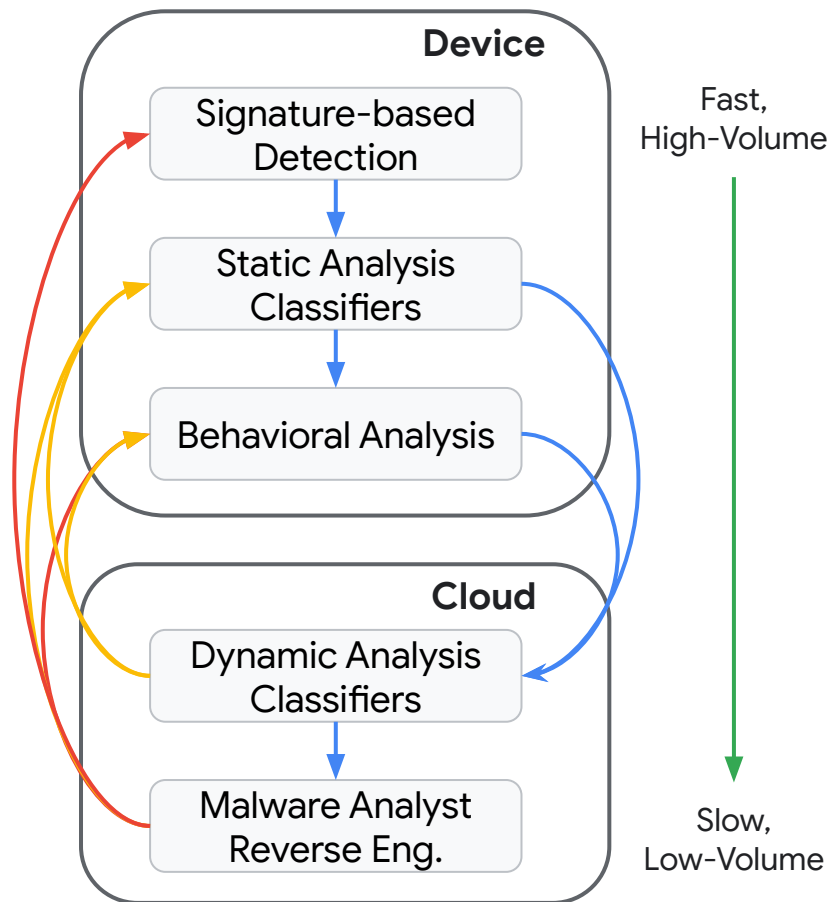 Device
Signature-based
Detection
Fast,
High-Volume
Static Analysis
Classifiers
Behavioral Analysis
Cloud
Dynamic Analysis
Classifiers
Malware Analyst
Reverse Eng.
Slow,
Low-Volume